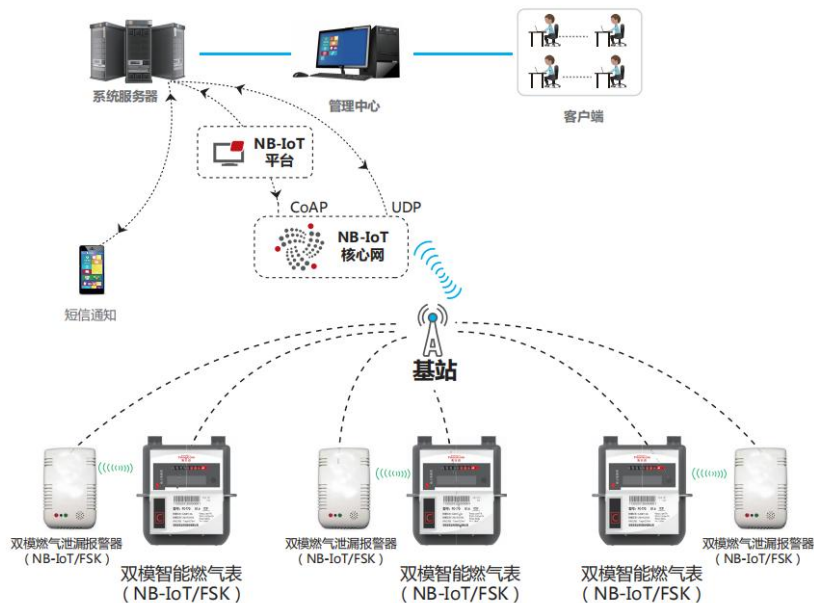 系统服务器
管理中心
客户端
NB-IoT
平台
CoAP
UDP
NB-IoT
核心网
短信通知
基站
双模燃气泄漏报警器
（NB-IoT/FSK）
双模智能燃气表
（NB-IoT/FSK）
双模燃气泄漏报警器
（NB-IoT/FSK）
双模智能燃气表
（NB-IoT/FSK）
双模智能燃气表
（NB-IoT/FSK）
双模燃气泄漏报警器
（NB-IoT/FSK）